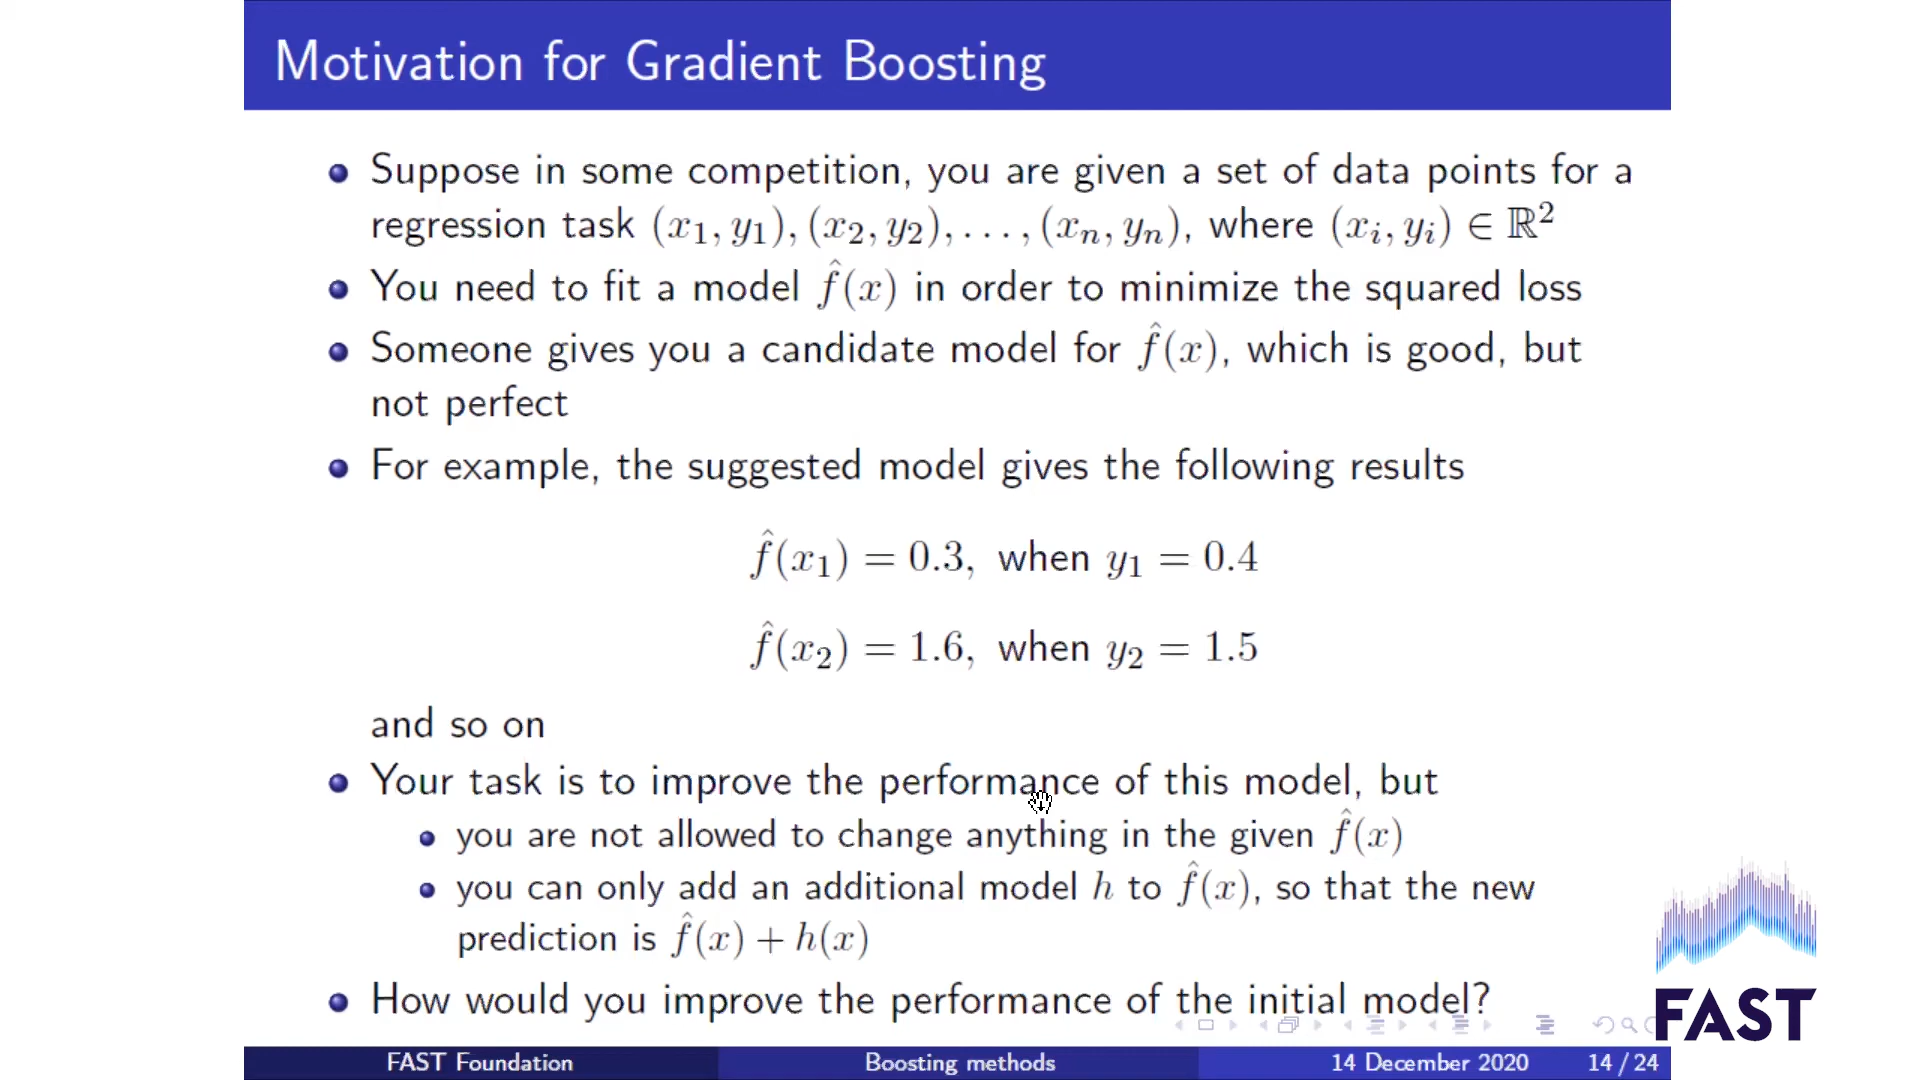 Motivation for Gradient Boosting
Suppose in some competition, you are given a set of data points for a
regression task (x₁, y₁), (x₂, y₂), . . . , (xₙ, yₙ), where (xᵢ, yᵢ) ∈ ℝ²
You need to fit a model f̂(x) in order to minimize the squared loss
Someone gives you a candidate model for f̂(x), which is good, but
not perfect
For example, the suggested model gives the following results
f̂(x₁) = 0.3, when y₁ = 0.4
f̂(x₂) = 1.6, when y₂ = 1.5
and so on
Your task is to improve the performance of this model, but
you are not allowed to change anything in the given f̂(x)
you can only add an additional model h to f̂(x), so that the new
prediction is f̂(x) + h(x)
How would you improve the performance of the initial model?
FAST
FAST Foundation Boosting methods 14 December 2020 14 / 24